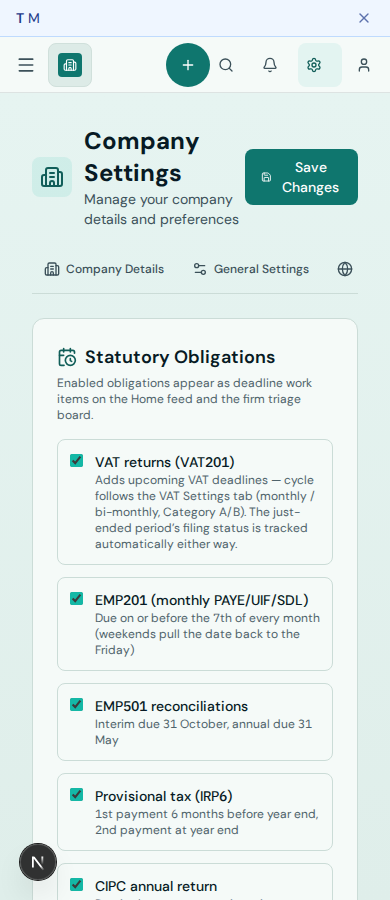 T M
Company
Settings
Manage your company
details and preferences
Save
Changes
Company Details
General Settings
Statutory Obligations
Enabled obligations appear as deadline work
items on the Home feed and the firm triage
board.
VAT returns (VAT201)
Adds upcoming VAT deadlines — cycle
follows the VAT Settings tab (monthly /
bi-monthly, Category A/B). The just-
ended period's filing status is tracked
automatically either way.
EMP201 (monthly PAYE/UIF/SDL)
Due on or before the 7th of every month
(weekends pull the date back to the
Friday)
EMP501 reconciliations
Interim due 31 October, annual due 31
May
Provisional tax (IRP6)
1st payment 6 months before year end,
2nd payment at year end
N
CIPC annual return